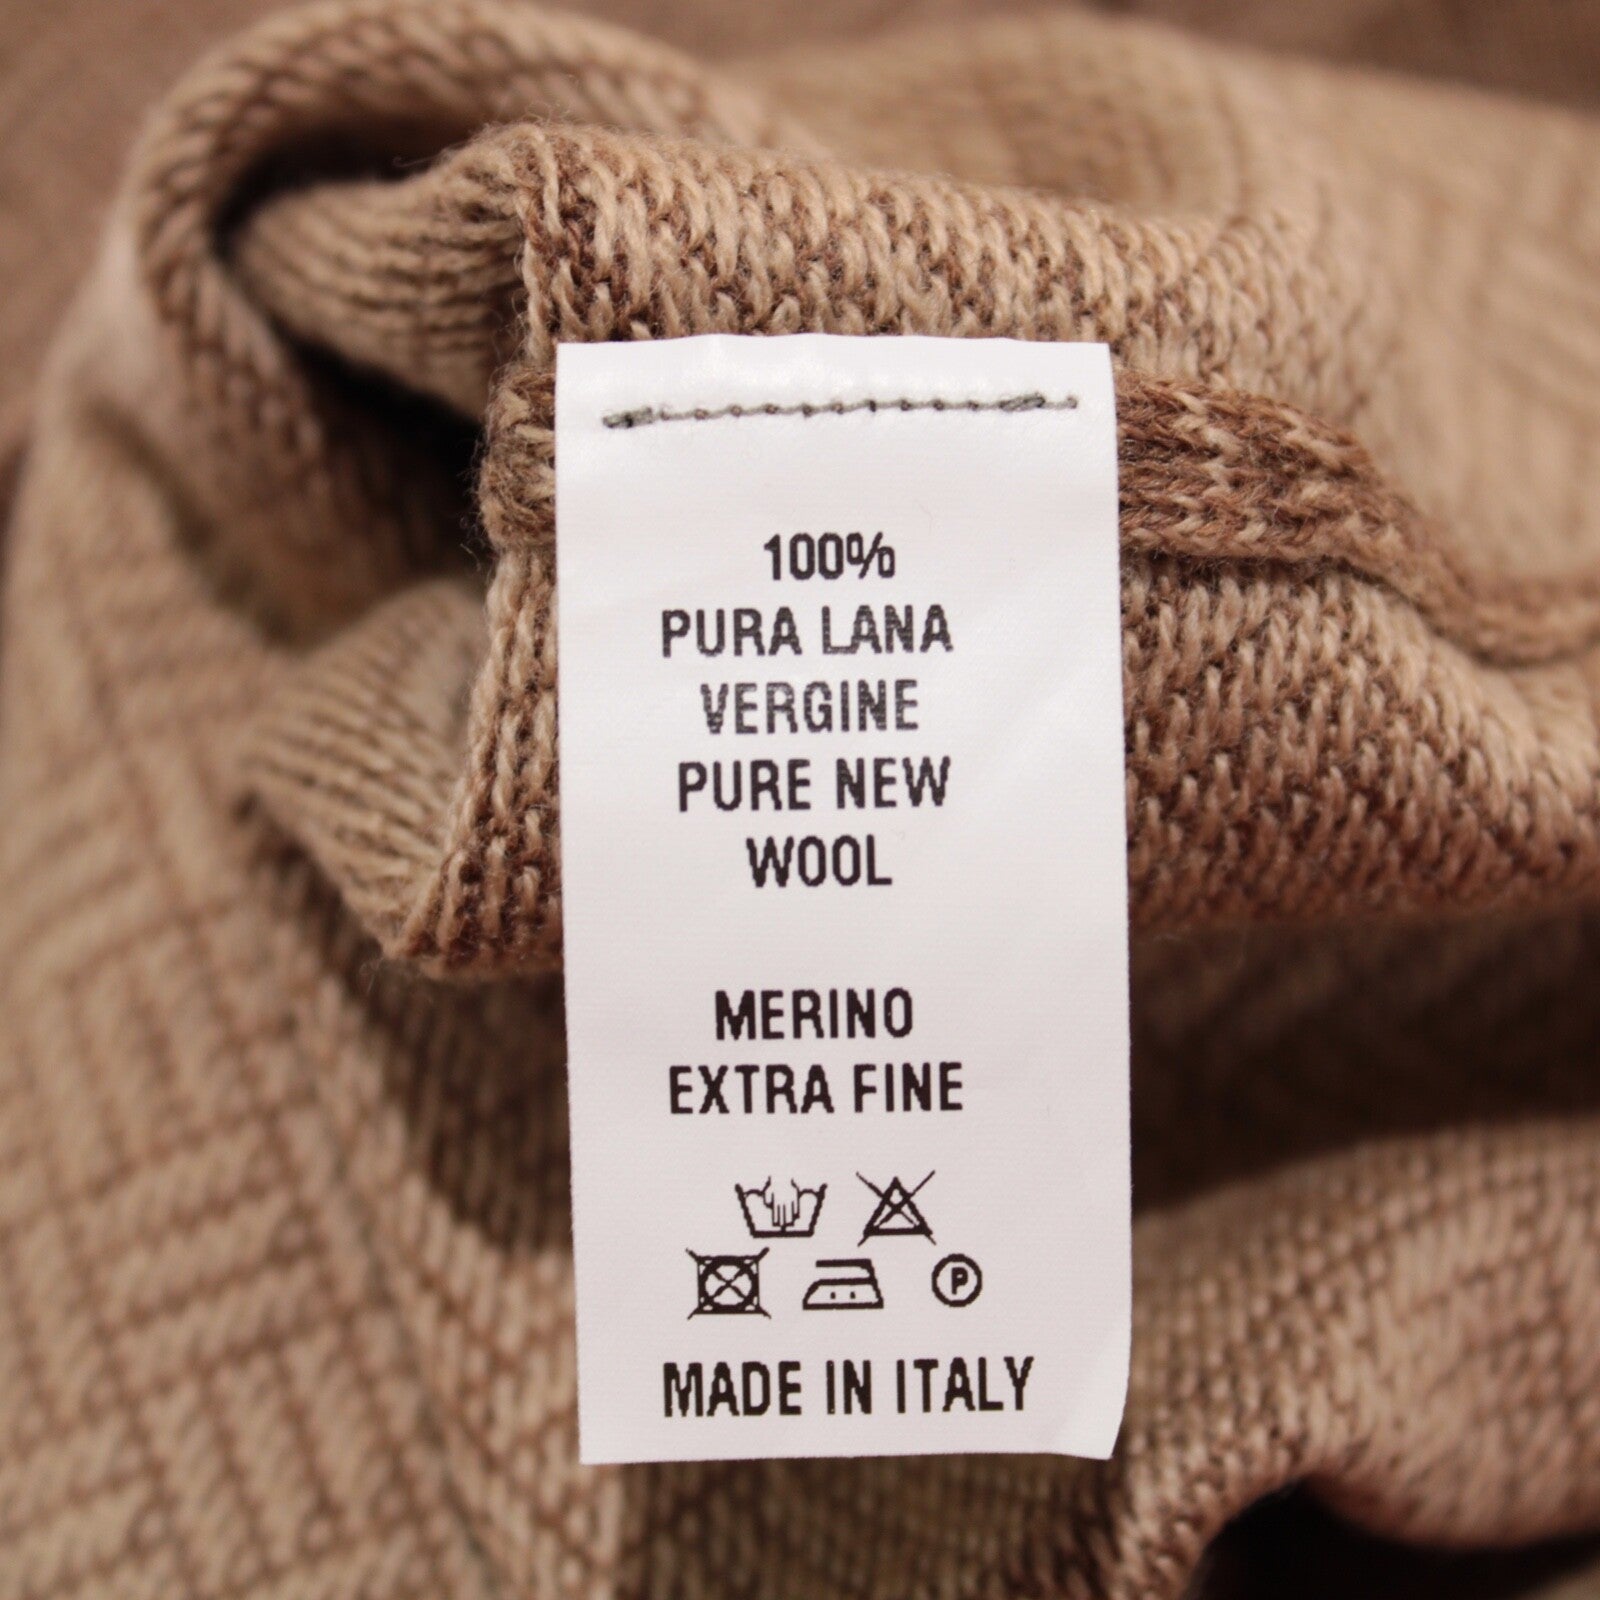 100%
PURA LANA
VERGINE
PURE NEW
WOOL
MERINO
EXTRA FINE
P
MADE IN ITALY